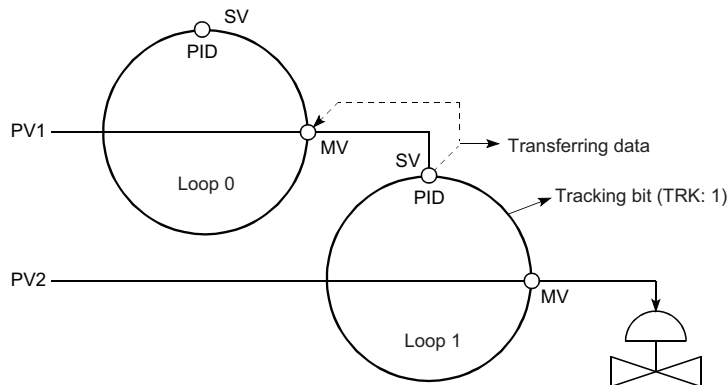 SV
PID
PV1
MV
Loop 0
SV
Transferring data
PID
Tracking bit (TRK: 1)
PV2
MV
Loop 1